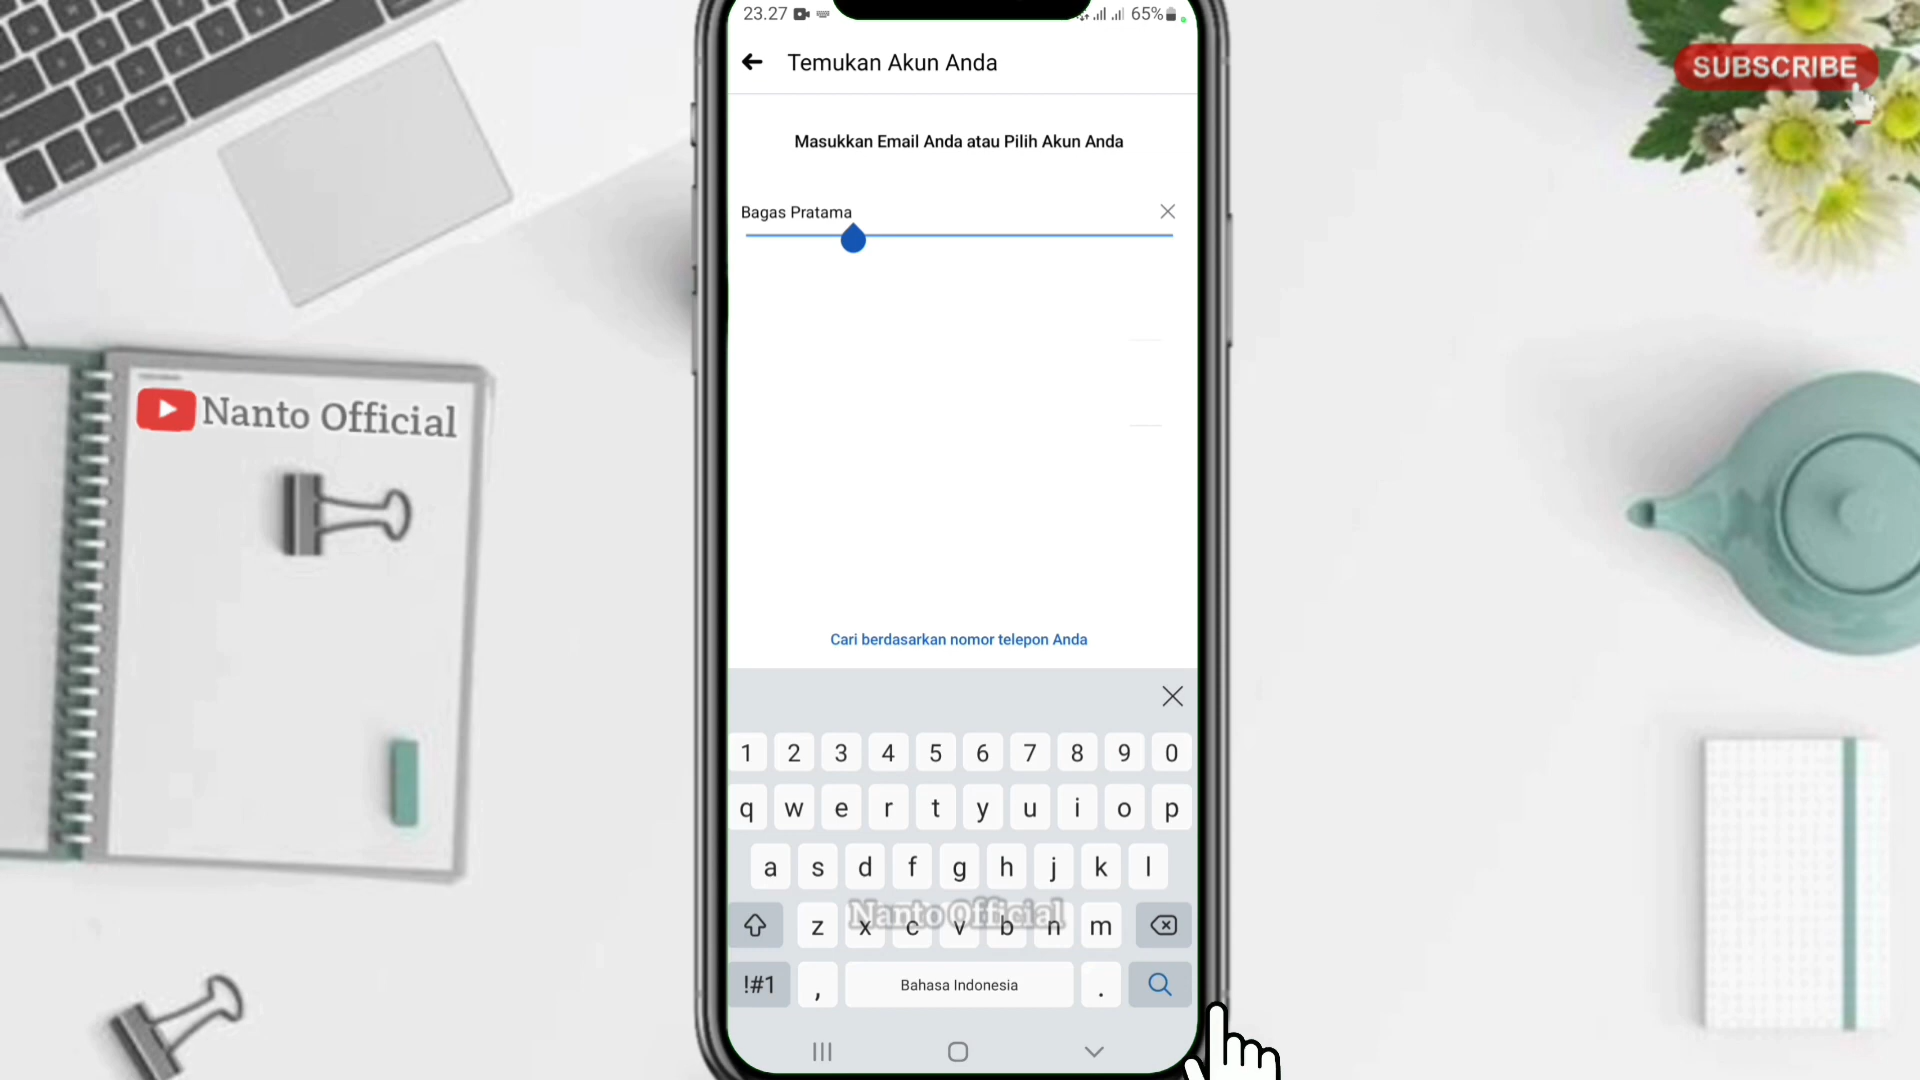 23.27
65%
Temukan Akun Anda
SUBSCRIBE
Masukkan Email Anda atau Pilih Akun Anda
Bagas Pratama
Nanto Official
Cari berdasarkan nomor telepon Anda
1 2 3 4 5 6 7 8 9 0
q w e r t y u i o p
a s d f g h j k l
Nanto Official
z x c v b n m
!#1 , Bahasa Indonesia .